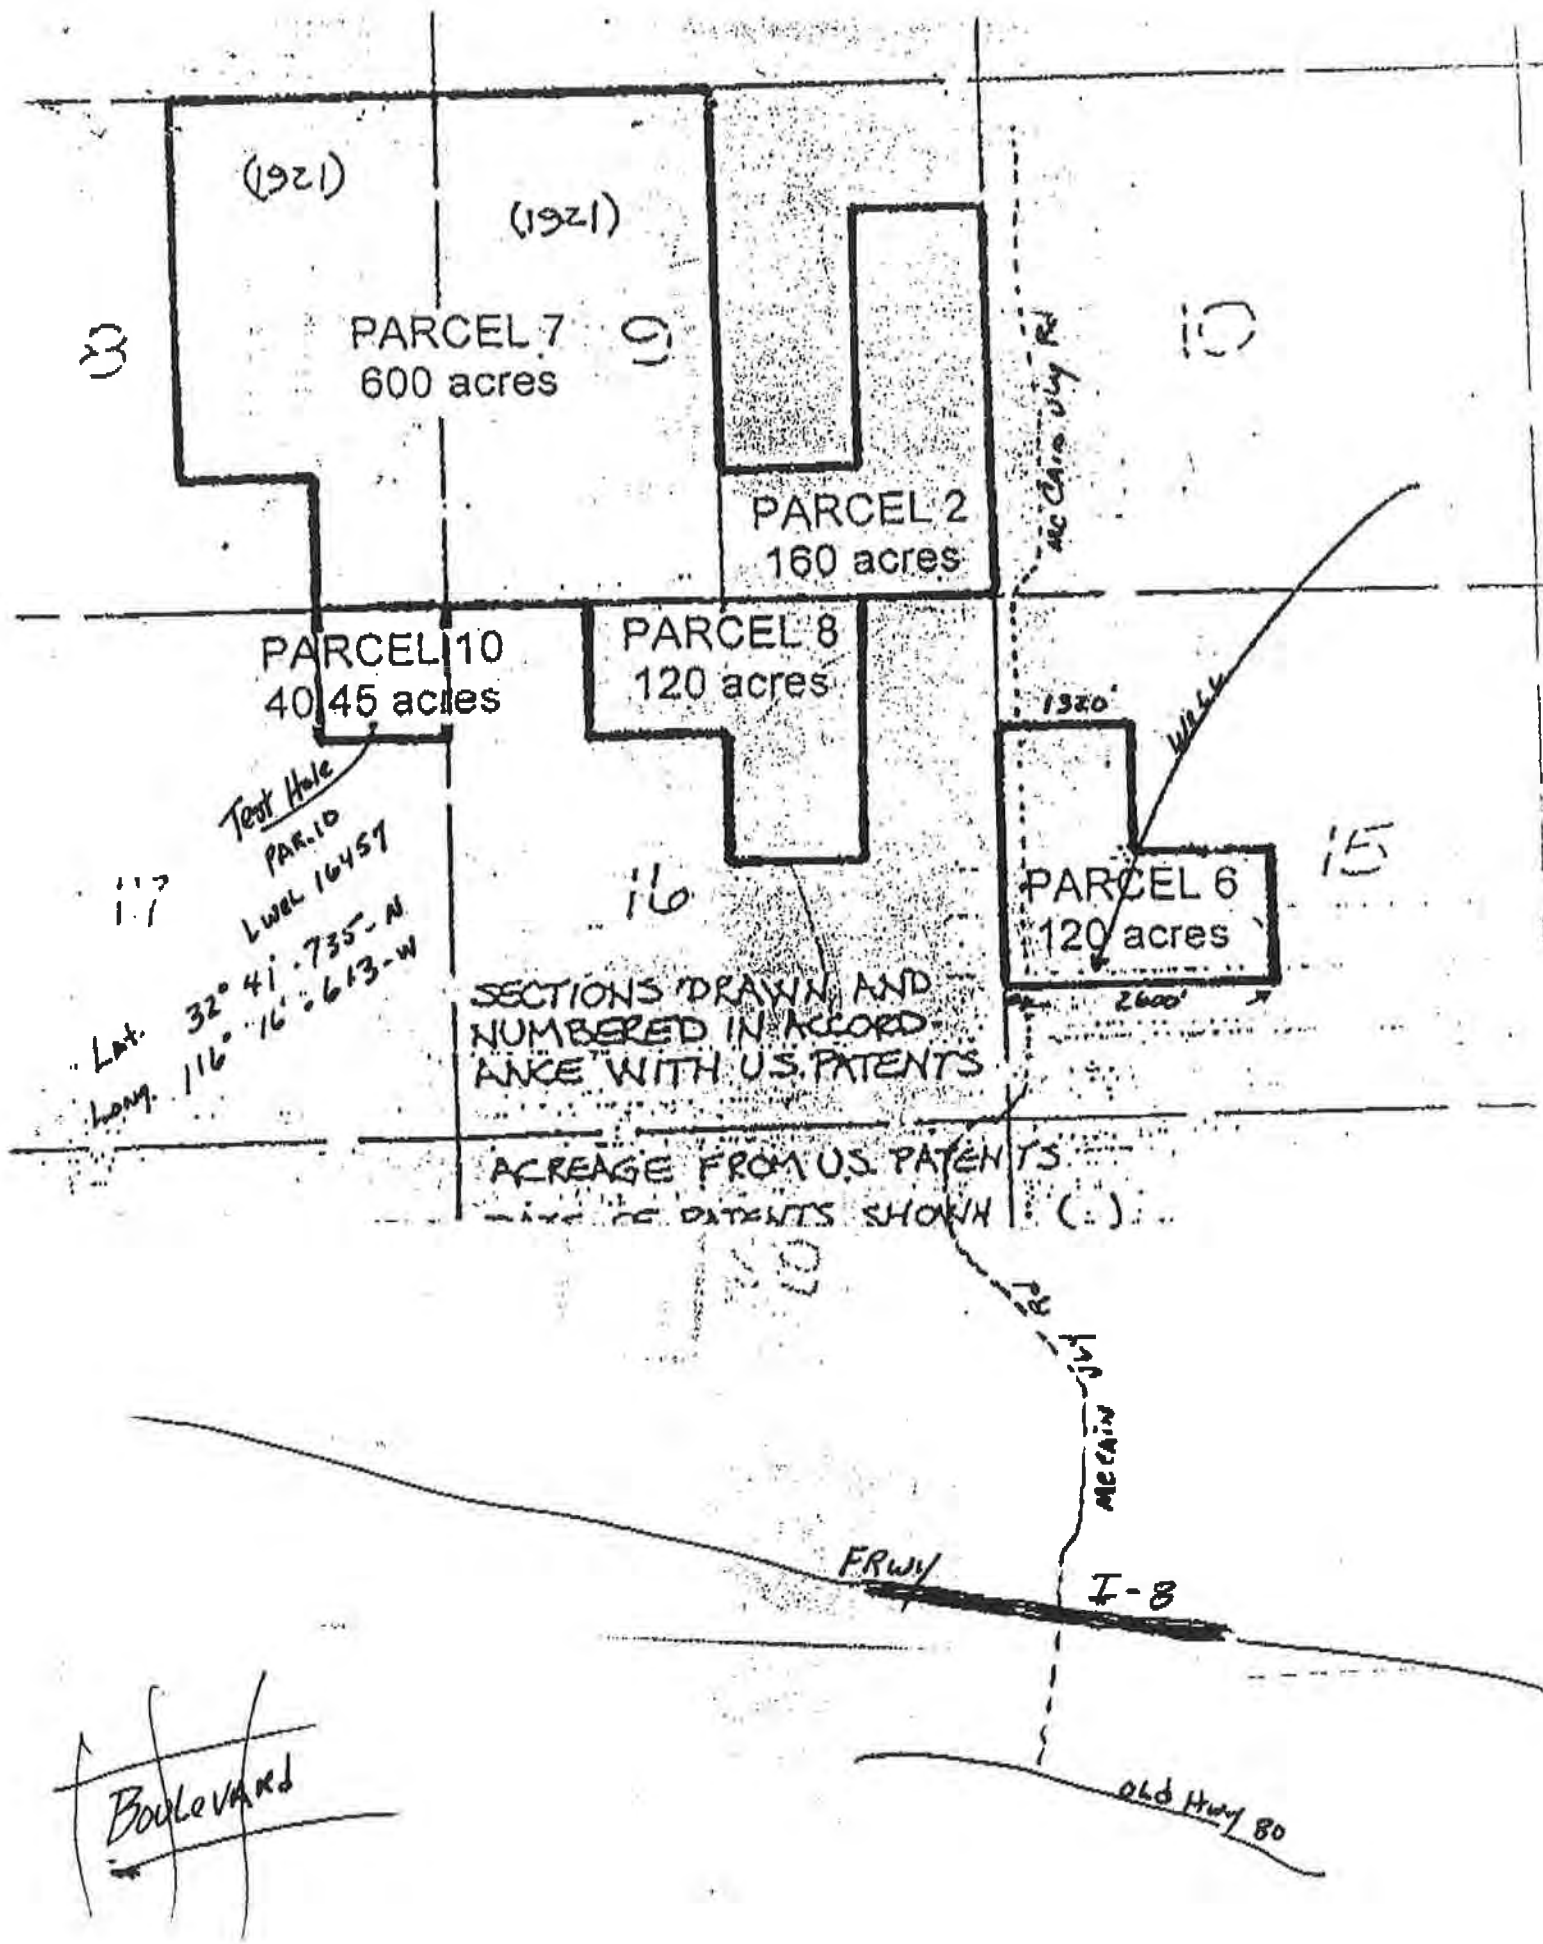 (1921)
(1921)
8
PARCEL 7
600 acres
9
10
McCain Vly Rd
PARCEL 2
160 acres
PARCEL 10
40.45 acres
PARCEL 8
120 acres
1320'
Well
Test Hole
PAR.10
LWEL 16457
Lat. 32° 41'.735-N
Long. 116° 16'.613-W
17
16
15
PARCEL 6
120 acres
2600'
SECTIONS DRAWN AND
NUMBERED IN ACCORD-
ANCE WITH U.S. PATENTS
ACREAGE FROM U.S. PATENTS
OF PATENTS SHOWN ( )
McCain Vly Rd
FRWY
I-8
Old Hwy 80
Boulevard